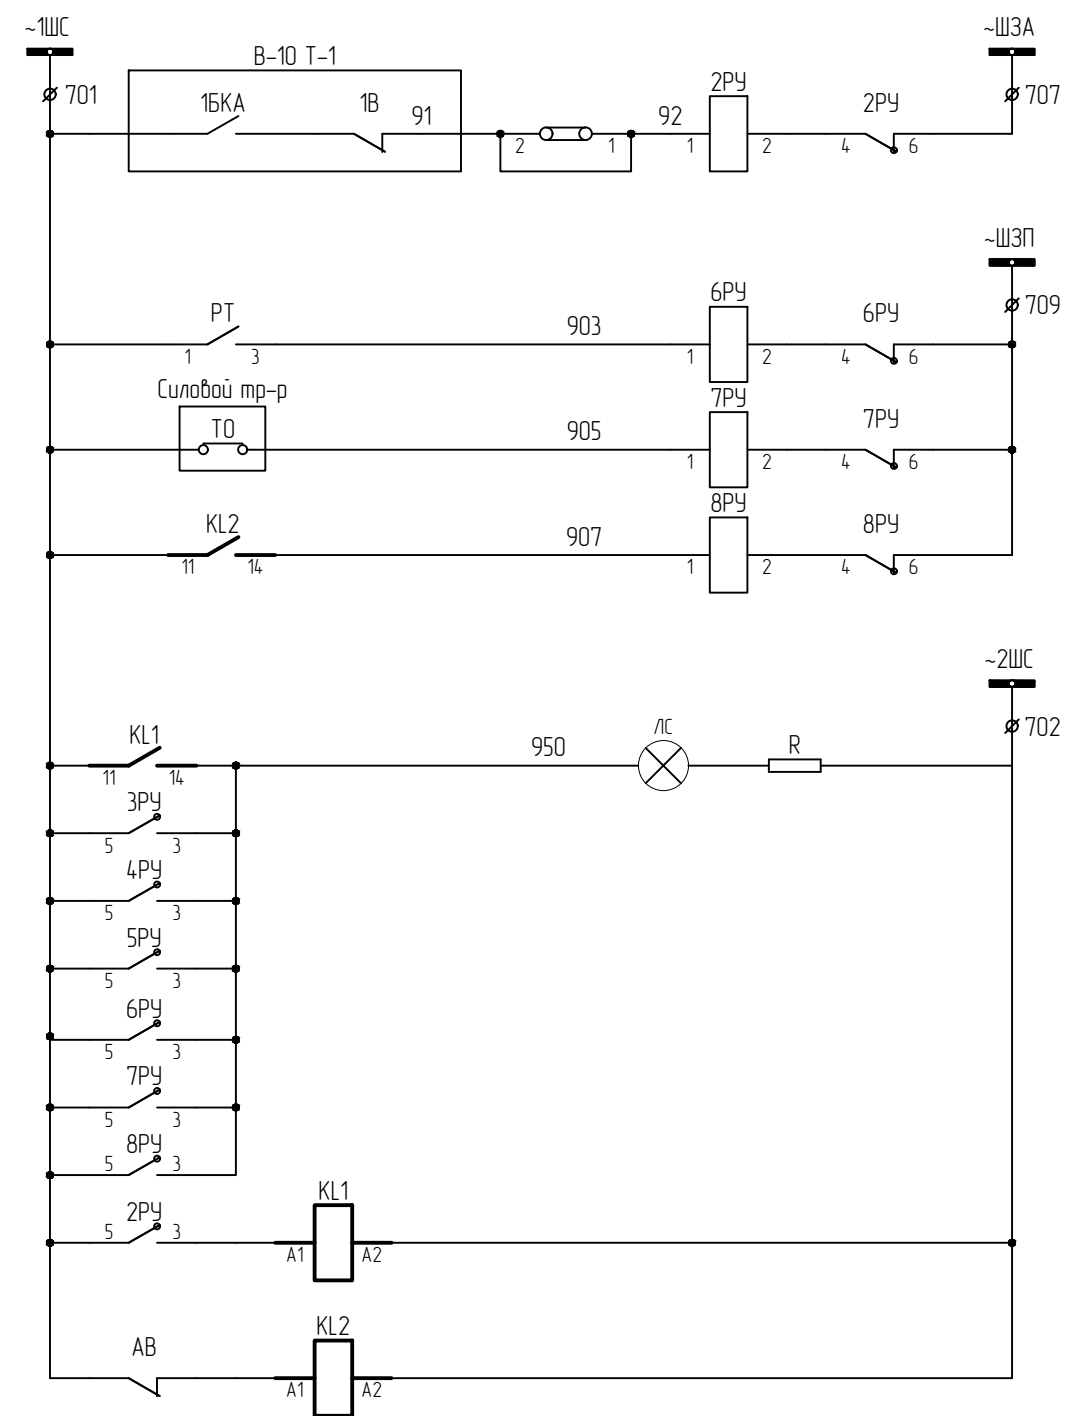 ~1ШС
~ШЗА
В-10 Т-1
701
707
1БКА
1В
91
2
1
92
2РУ
1
2
2РУ
4
6
~ШЗП
709
РТ
1
3
903
6РУ
1
2
6РУ
4
6
Силовой тр-р
ТО
905
7РУ
1
2
7РУ
4
6
KL2
11
14
907
8РУ
1
2
8РУ
4
6
~2ШС
702
KL1
11
14
950
ЛС
R
3РУ
5
3
4РУ
5
3
5РУ
5
3
6РУ
5
3
7РУ
5
3
8РУ
5
3
2РУ
5
3
KL1
A1
A2
АВ
KL2
A1
A2